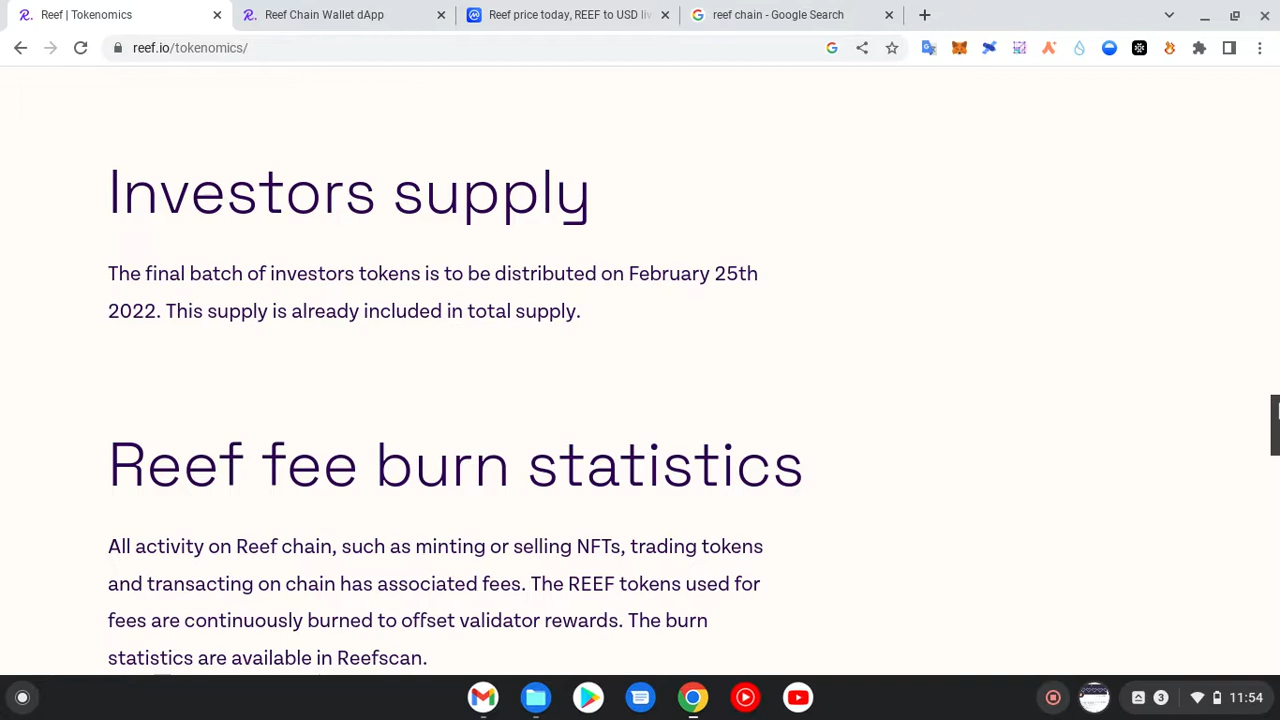 Reef | Tokenomics
Reef Chain Wallet dApp
Reef price today, REEF to USD liv
reef chain - Google Search
reef.io/tokenomics/
Investors supply
The final batch of investors tokens is to be distributed on February 25th
2022. This supply is already included in total supply.
Reef fee burn statistics
All activity on Reef chain, such as minting or selling NFTs, trading tokens
and transacting on chain has associated fees. The REEF tokens used for
fees are continuously burned to offset validator rewards. The burn
statistics are available in Reefscan.
3
11:54